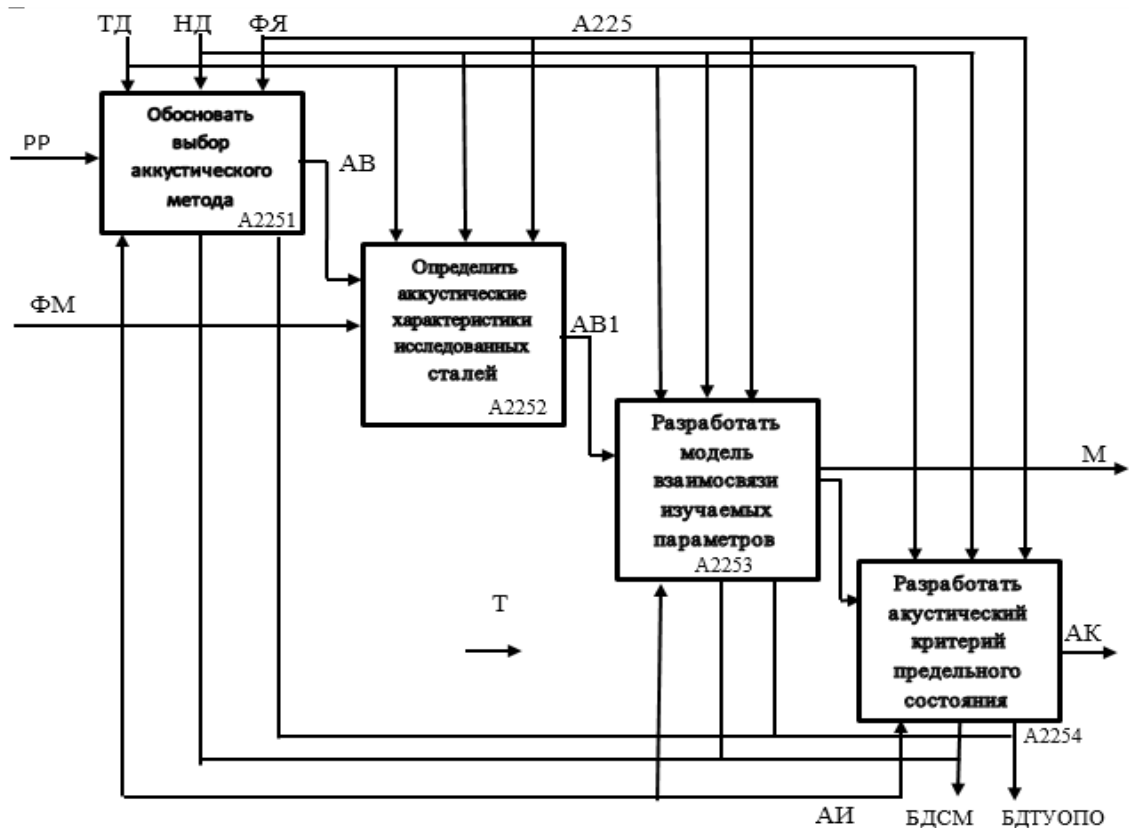 ТД НД ФЯ А225
Обосновать
выбор
аккустического
метода
А2251
РР
АВ
Определить
аккустические
характеристики
исследованных
сталей
А2252
ФМ
АВ1
Разработать
модель
взаимосвязи
изучаемых
параметров
А2253
М
Т
Разработать
акустический
критерий
предельного
состояния
А2254
АК
АИ БДСМ БДТУОПО